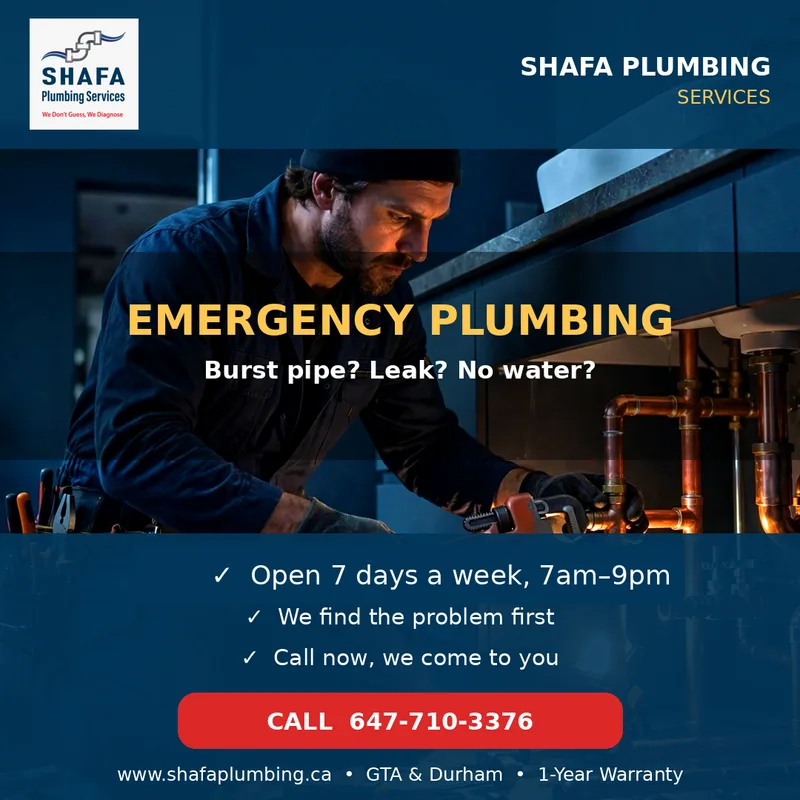 SHAFA
Plumbing Services
We Don't Guess, We Diagnose
SHAFA PLUMBING
SERVICES
EMERGENCY PLUMBING
Burst pipe? Leak? No water?
✓ Open 7 days a week, 7am–9pm
✓ We find the problem first
✓ Call now, we come to you
CALL 647-710-3376
www.shafaplumbing.ca • GTA & Durham • 1-Year Warranty